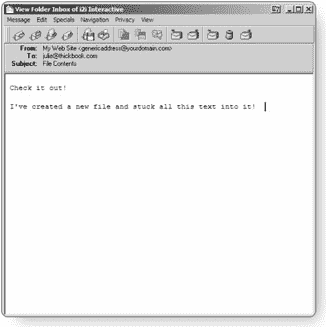 View Folder Inbox of i2i Interactive
Message Edit Specials Navigation Privacy View
From: My Web Site <genericaddress@yourdomain.com>
To: julie@thickbook.com
Subject: File Contents
Check it out!
I've created a new file and stuck all this text into it!